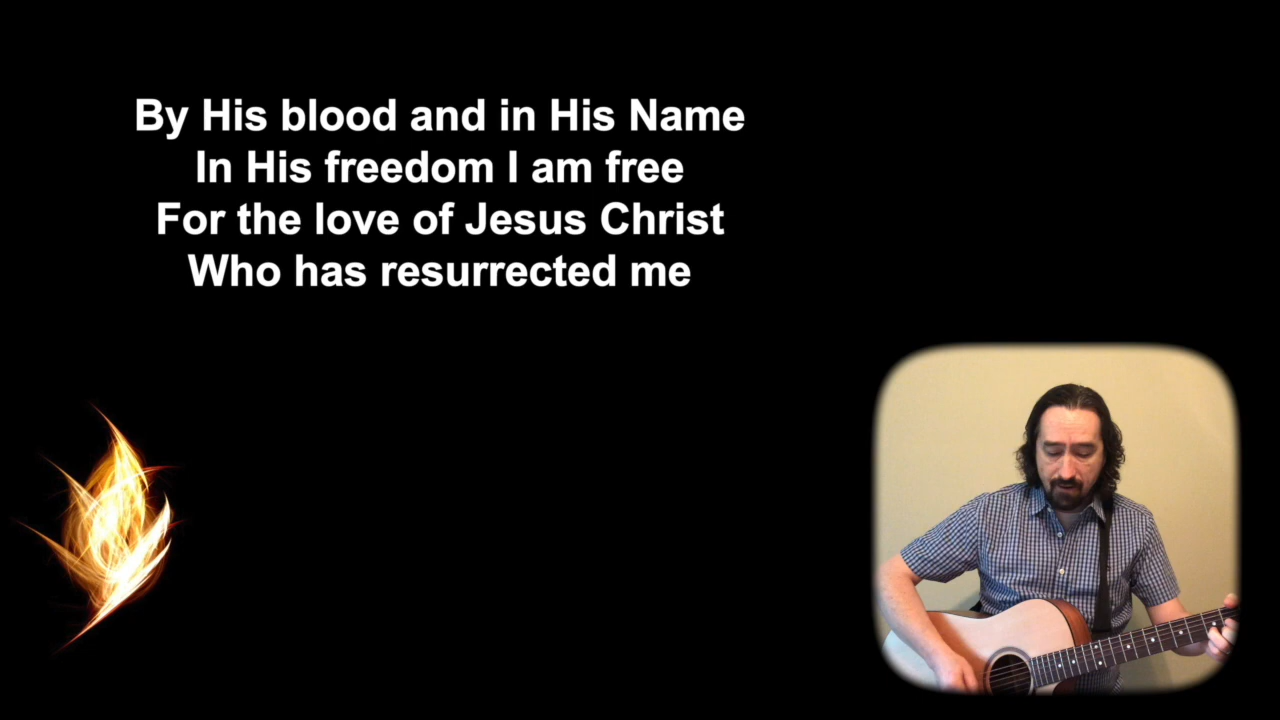 By His blood and in His Name
In His freedom I am free
For the love of Jesus Christ
Who has resurrected me